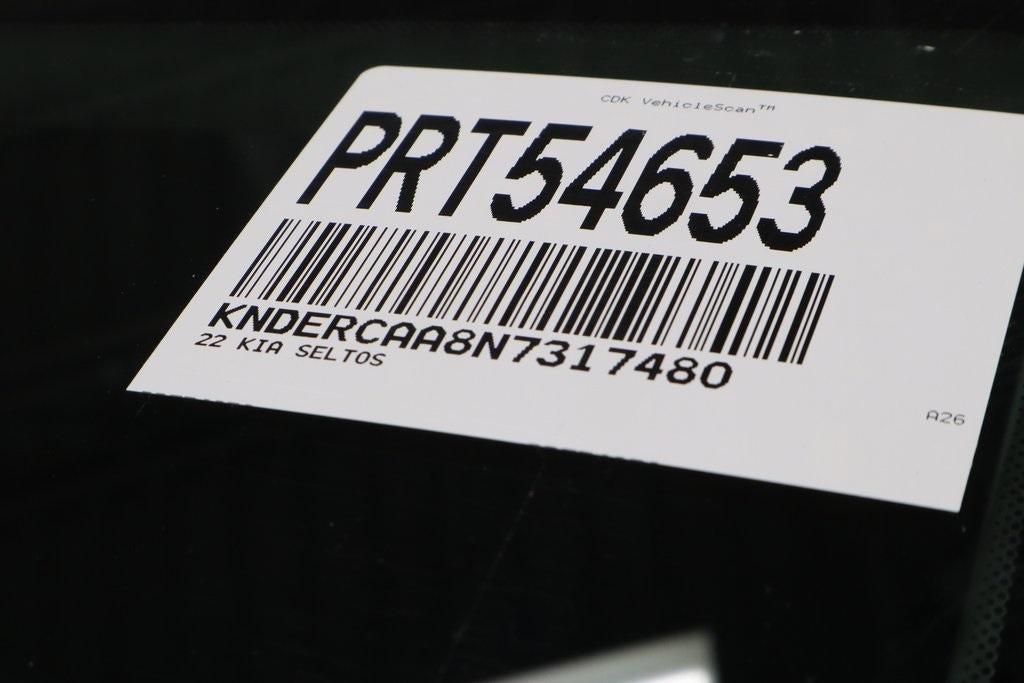 CDK VehicleScan™
PRT54653
KNDERCAA8N7317480
22 KIA SELTOS
A26